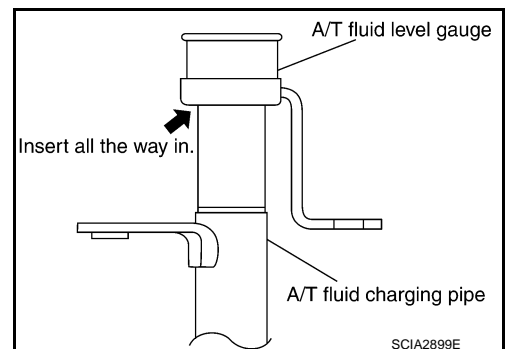 A/T fluid level gauge
Insert all the way in.
A/T fluid charging pipe
SCIA2899E